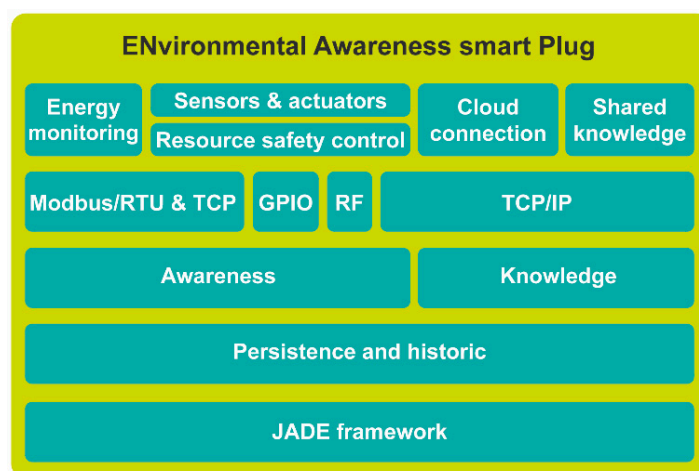 ENvironmental Awareness smart Plug
Energy
monitoring
Sensors & actuators
Resource safety control
Cloud
connection
Shared
knowledge
Modbus/RTU & TCP
GPIO
RF
TCP/IP
Awareness
Knowledge
Persistence and historic
JADE framework